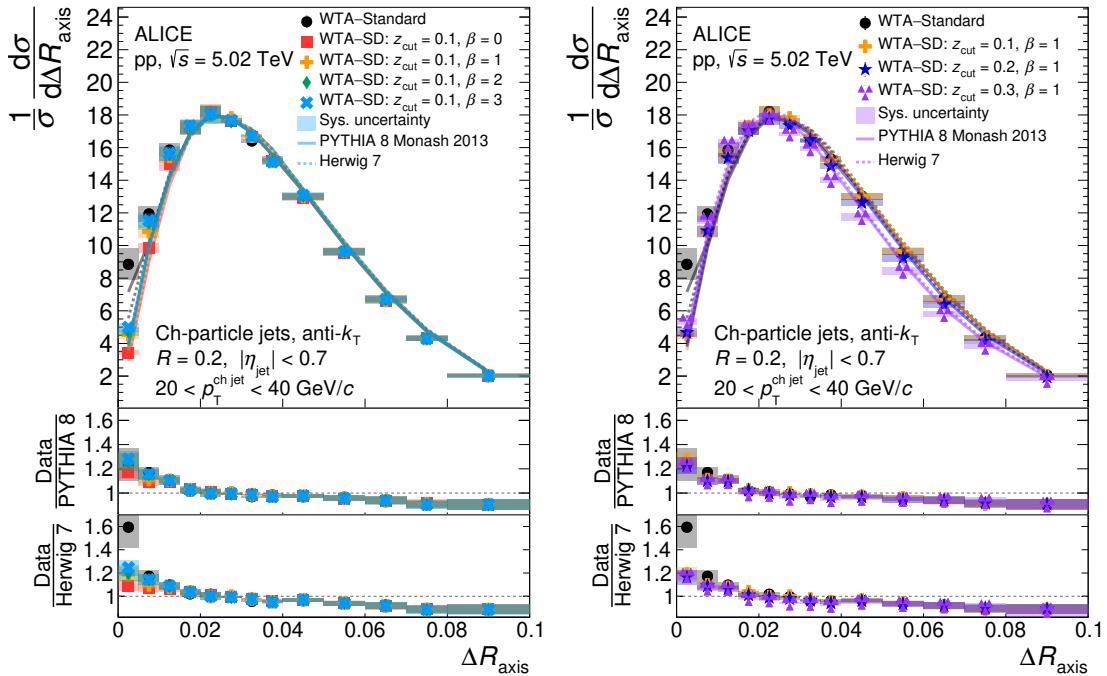 1/σ dσ/dΔR_axis
24
22
20
18
16
14
12
10
8
6
4
2
ALICE
pp, √s = 5.02 TeV
WTA−Standard
WTA−SD: z_cut = 0.1, β = 0
WTA−SD: z_cut = 0.1, β = 1
WTA−SD: z_cut = 0.1, β = 2
WTA−SD: z_cut = 0.1, β = 3
Sys. uncertainty
PYTHIA 8 Monash 2013
Herwig 7
Ch-particle jets, anti-k_T
R = 0.2, |η_jet| < 0.7
20 < p_T^ch jet < 40 GeV/c
Data/PYTHIA 8
1.6
1.4
1.2
1
Data/Herwig 7
1.6
1.4
1.2
1
0 0.02 0.04 0.06 0.08 0.1
ΔR_axis
1/σ dσ/dΔR_axis
24
22
20
18
16
14
12
10
8
6
4
2
ALICE
pp, √s = 5.02 TeV
WTA−Standard
WTA−SD: z_cut = 0.1, β = 1
WTA−SD: z_cut = 0.2, β = 1
WTA−SD: z_cut = 0.3, β = 1
Sys. uncertainty
PYTHIA 8 Monash 2013
Herwig 7
Ch-particle jets, anti-k_T
R = 0.2, |η_jet| < 0.7
20 < p_T^ch jet < 40 GeV/c
Data/PYTHIA 8
1.6
1.4
1.2
1
Data/Herwig 7
1.6
1.4
1.2
1
0 0.02 0.04 0.06 0.08 0.1
ΔR_axis